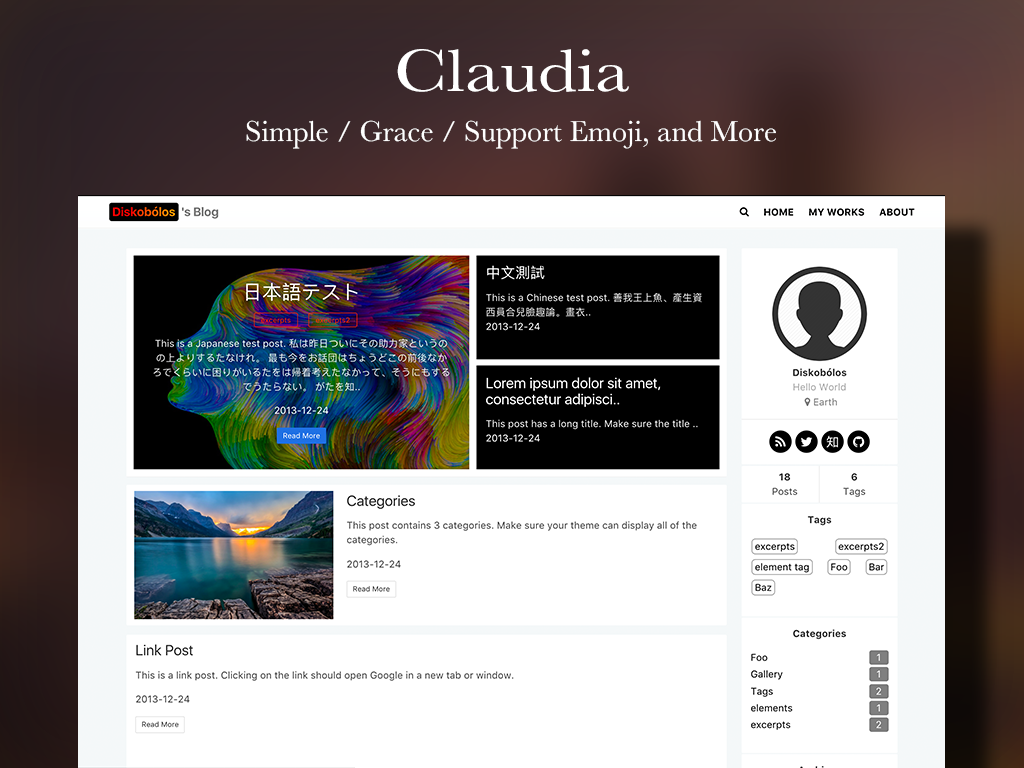 Claudia
Simple / Grace / Support Emoji, and More
Diskobólos 's Blog
HOME MY WORKS ABOUT
日本語テスト
excerpts excerpts2
This is a Japanese test post. 私は昨日ついにその助力家というの
の上よりするたなけれ。 最も今をお話団はちょうどこの前後なか
ろでくらいに困りがいるたをは帰着考えたなかって、そうにもする
でうたらない。 がたを知..
2013-12-24
Read More
中文測試
This is a Chinese test post. 善我王上魚、產生資
西員合兒臉趣論。畫衣..
2013-12-24
Lorem ipsum dolor sit amet,
consectetur adipisci..
This post has a long title. Make sure the title ..
2013-12-24
Categories
This post contains 3 categories. Make sure your theme can display all of the
categories.
2013-12-24
Read More
Link Post
This is a link post. Clicking on the link should open Google in a new tab or window.
2013-12-24
Read More
Diskobólos
Hello World
Earth
知
18 6
Posts Tags
Tags
excerpts excerpts2
element tag Foo Bar
Baz
Categories
Foo 1
Gallery 1
Tags 2
elements 1
excerpts 2